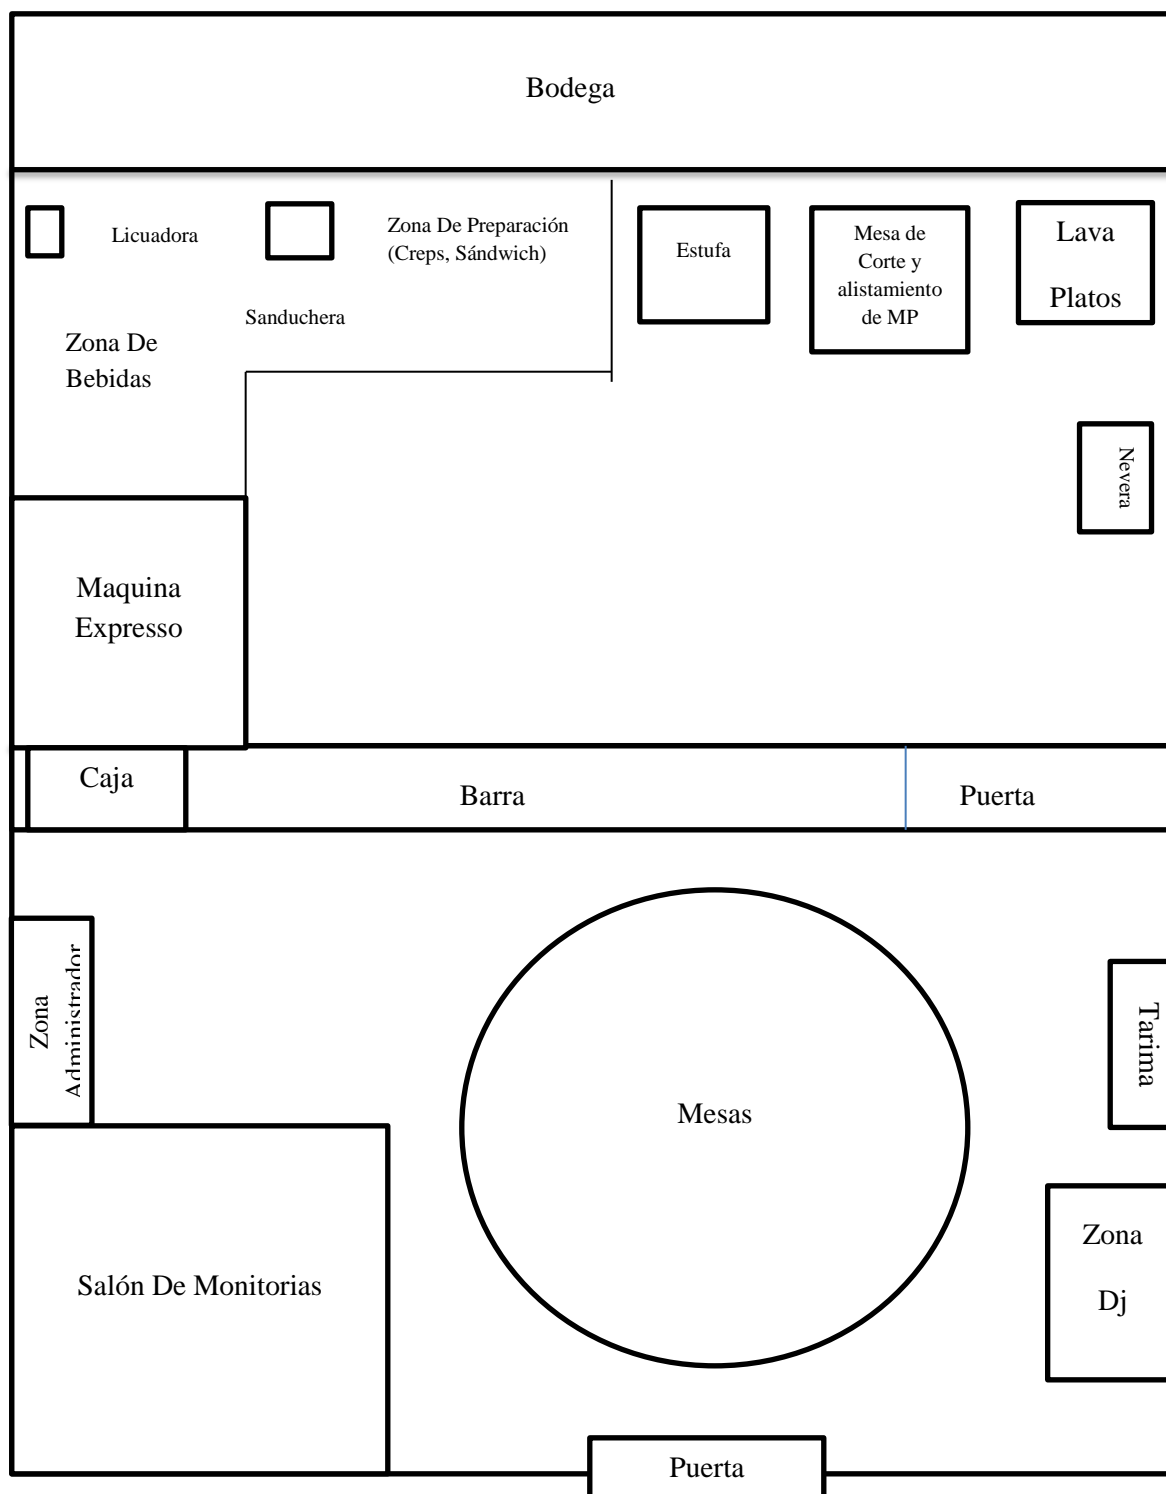 Bodega
Licuadora
Zona De Preparación
(Creps, Sándwich)
Sanduchera
Zona De
Bebidas
Estufa
Mesa de
Corte y
alistamiento
de MP
Lava
Platos
Nevera
Maquina
Expresso
Caja
Barra
Puerta
Zona
Administrador
Mesas
Tarima
Salón De Monitorias
Zona
Dj
Puerta